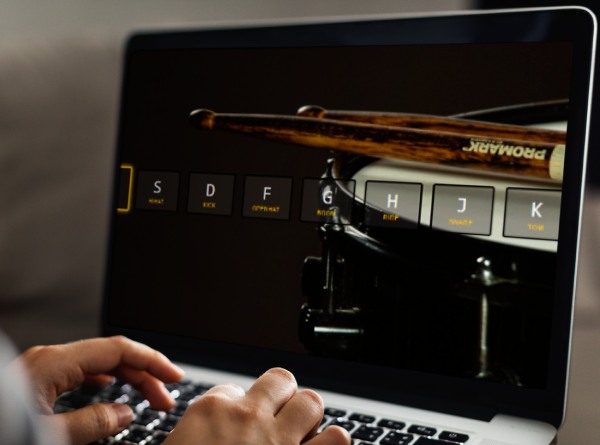 PROMARK
S
HIHAT
D
KICK
F
OPENHAT
G
BOOM
H
RIDE
J
SNARE
K
TOM